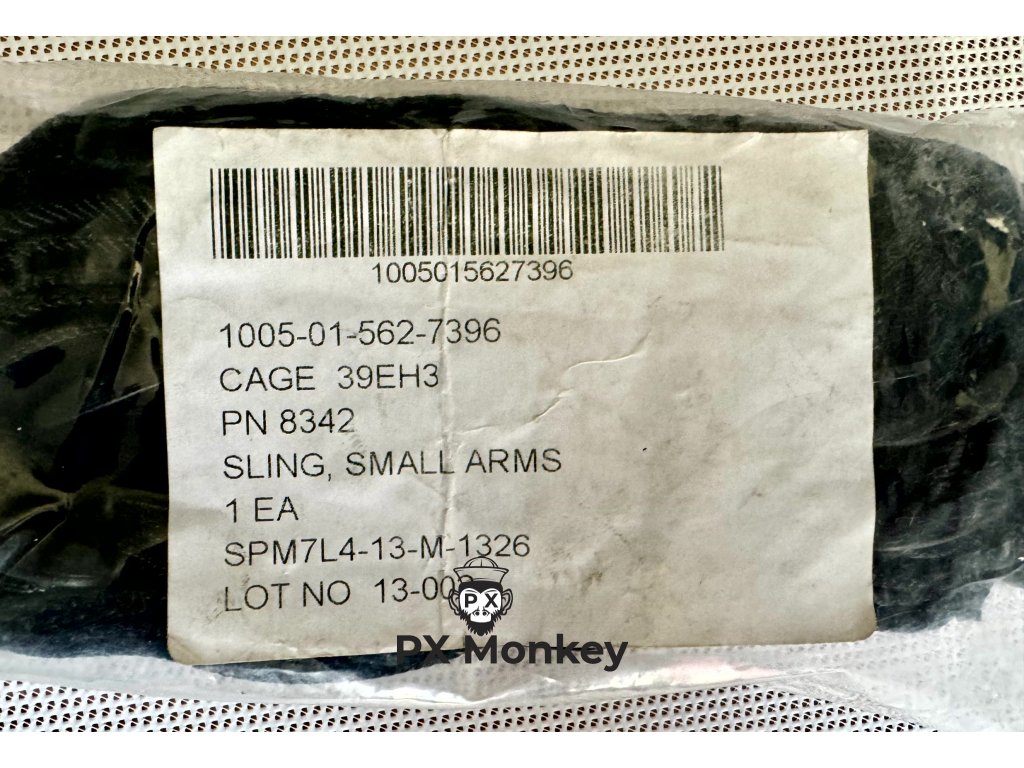 1005015627396
1005-01-562-7396
CAGE 39EH3
PN 8342
SLING, SMALL ARMS
1 EA
SPM7L4-13-M-1326
LOT NO
PX
PX Monkey